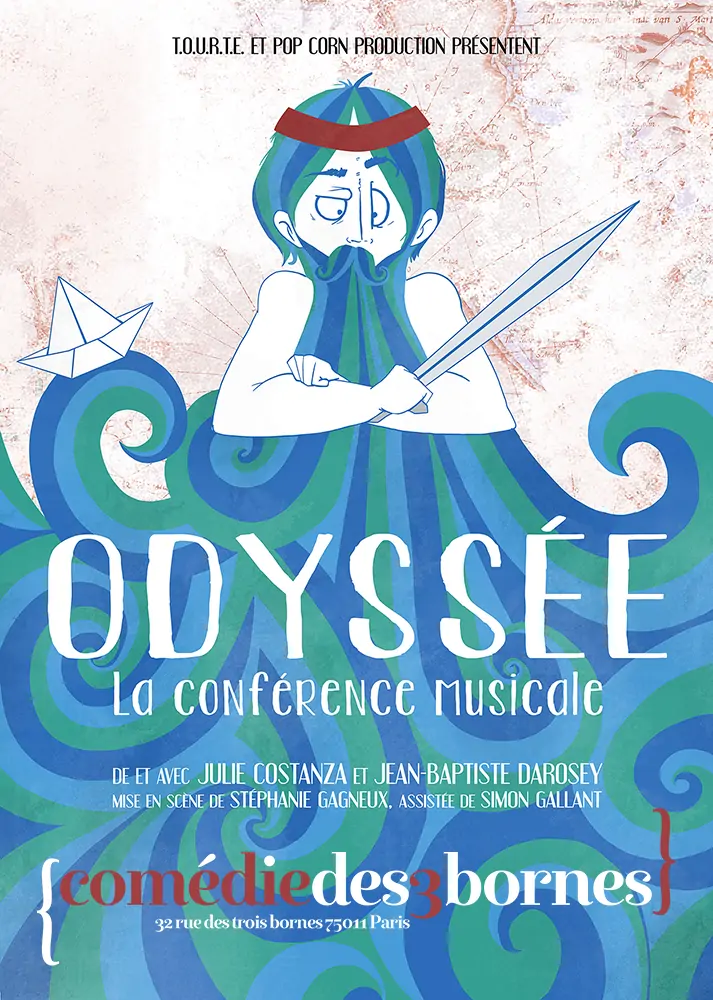 T.O.U.R.T.E. ET POP CORN PRODUCTION PRÉSENTENT
ODYSSÉE
La conférence musicale
DE ET AVEC JULIE COSTANZA ET JEAN-BAPTISTE DAROSEY
MISE EN SCÈNE DE STÉPHANIE GAGNEUX, ASSISTÉE DE SIMON GALLANT
{comédiedes3bornes}
32 rue des trois bornes 75011 Paris